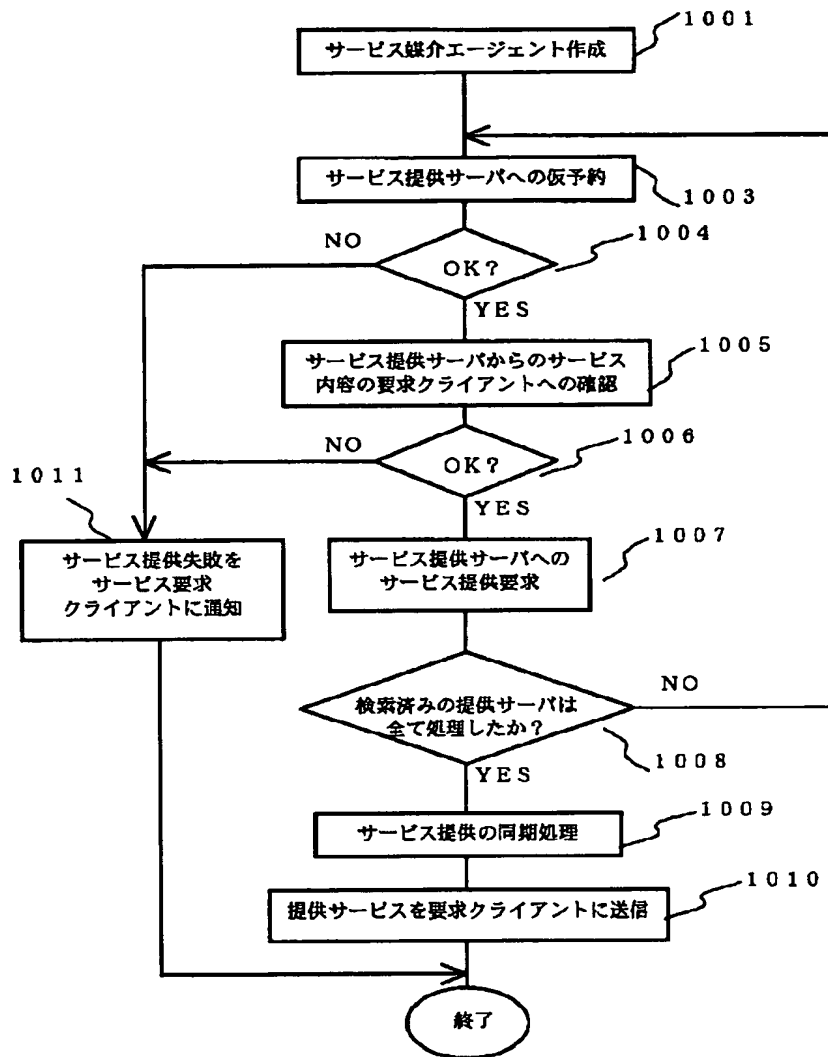 1001
サービス媒介エージェント作成
サービス提供サーバへの仮予約
1003
1004
NO
OK?
YES
サービス提供サーバからのサービス
内容の要求クライアントへの確認
1005
1006
NO
OK?
YES
1011
サービス提供失敗を
サービス要求
クライアントに通知
サービス提供サーバへの
サービス提供要求
1007
NO
検索済みの提供サーバは
全て処理したか?
1008
YES
1009
サービス提供の同期処理
1010
提供サービスを要求クライアントに送信
終了